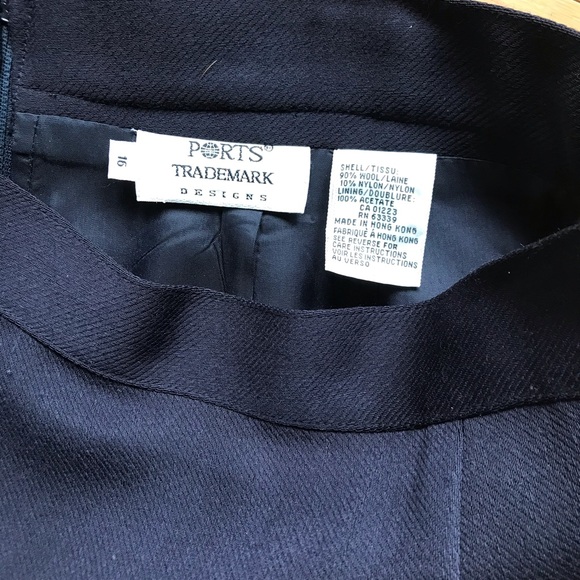 PORTS®
TRADEMARK
DESIGNS
16
SHELL/TISSU:
90% WOOL/LAINE
10% NYLON/NYLON
LINING/DOUBLURE:
100% ACETATE
CA 01223
RN 63339
MADE IN HONG KONG
FABRIQUÉ À HONG KONG
SEE REVERSE FOR
CARE INSTRUCTIONS
VOIR LES INSTRUCTIONS
AU VERSO